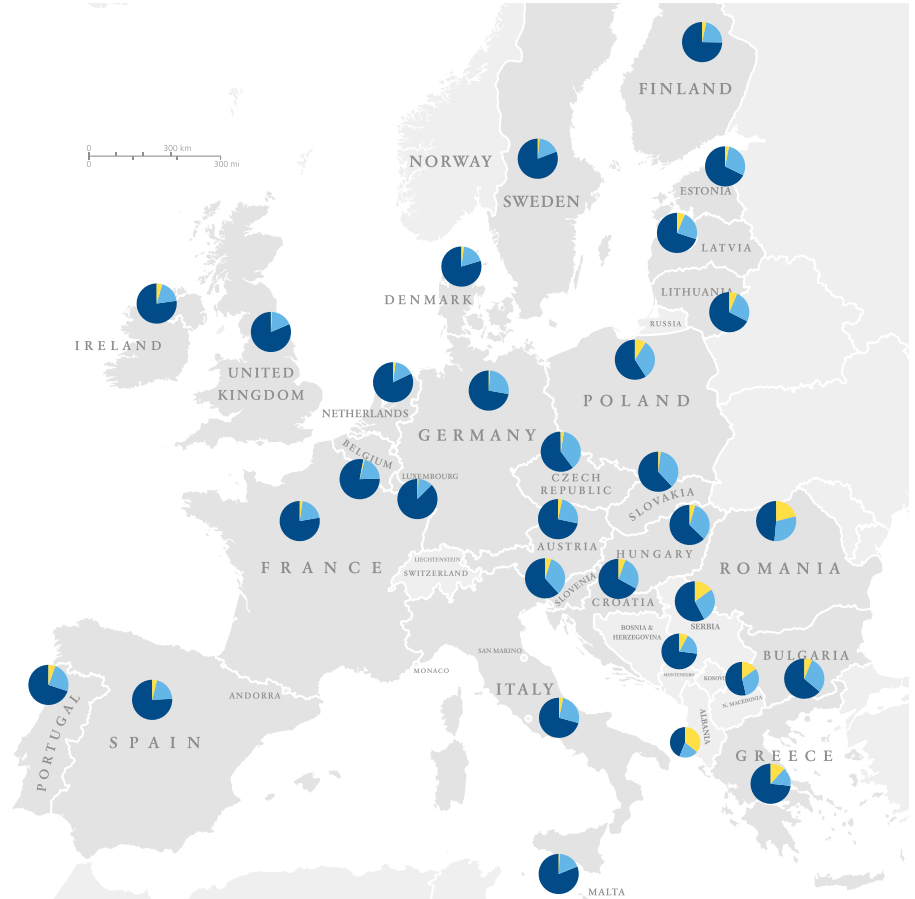 FINLAND
0 300 km
0 300 mi
NORWAY
SWEDEN
ESTONIA
LATVIA
LITHUANIA
RUSSIA
DENMARK
IRELAND
UNITED
KINGDOM
NETHERLANDS
POLAND
GERMANY
BELGIUM
LUXEMBOURG
CZECH
REPUBLIC
SLOVAKIA
AUSTRIA
HUNGARY
LIECHTENSTEIN
SWITZERLAND
FRANCE
ROMANIA
SLOVENIA
CROATIA
BOSNIA &
HERZEGOVINA
SERBIA
SAN MARINO
MONACO
MONTENEGRO
KOSOVO
BULGARIA
N. MACEDONIA
ITALY
ANDORRA
PORTUGAL
SPAIN
ALBANIA
GREECE
MALTA